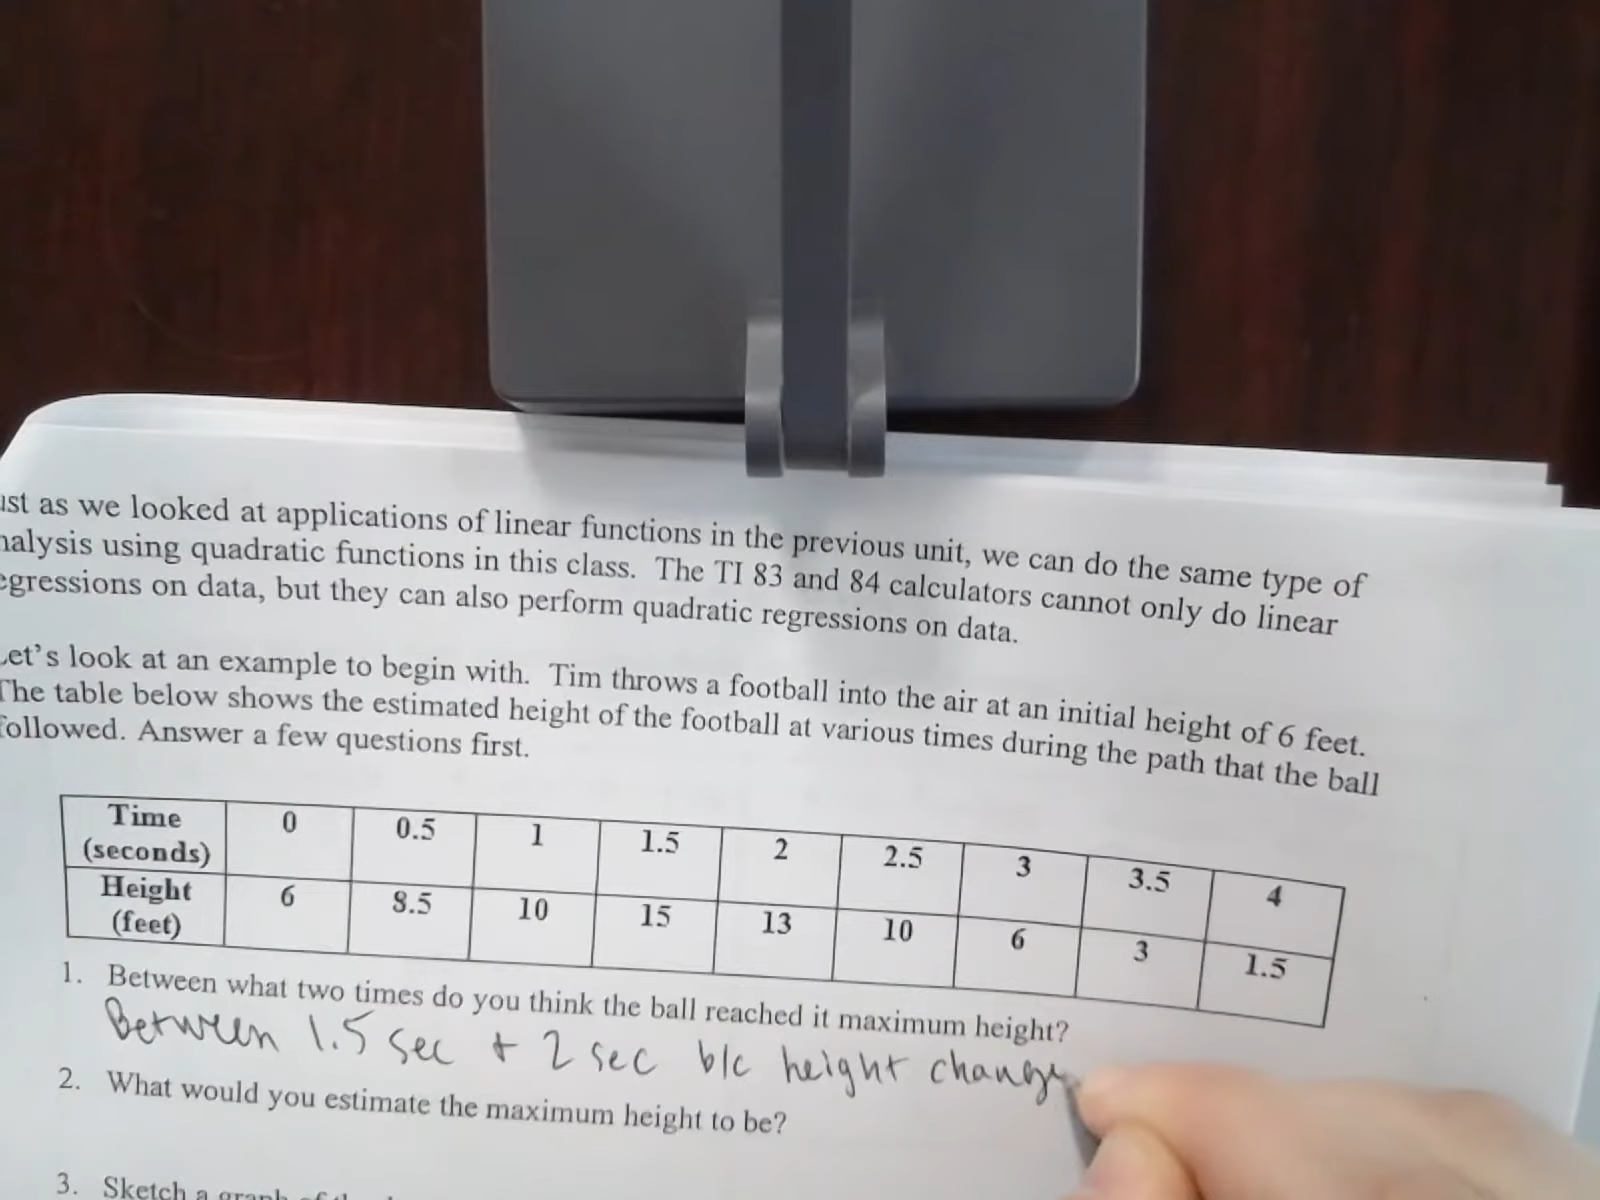 as we looked at applications of linear functions in the previous unit, we can do the same type of
using quadratic functions in this class. The TI 83 and 84 calculators cannot only do linear
on data, but they can also perform quadratic regressions on data.
look at an example to begin with. Tim throws a football into the air at an initial height of 6 feet.
The table below shows the estimated height of the football at various times during the path that the ball
followed. Answer a few questions first.
Time (seconds) 0 0.5 1 1.5 2 2.5 3 3.5 4
Height (feet) 6 8.5 10 15 13 10 6 3 1.5
1. Between what two times do you think the ball reached it maximum height?
Between 1.5 sec + 2 sec b/c height
2. What would you estimate the maximum height to be?
3. Sketch a graph